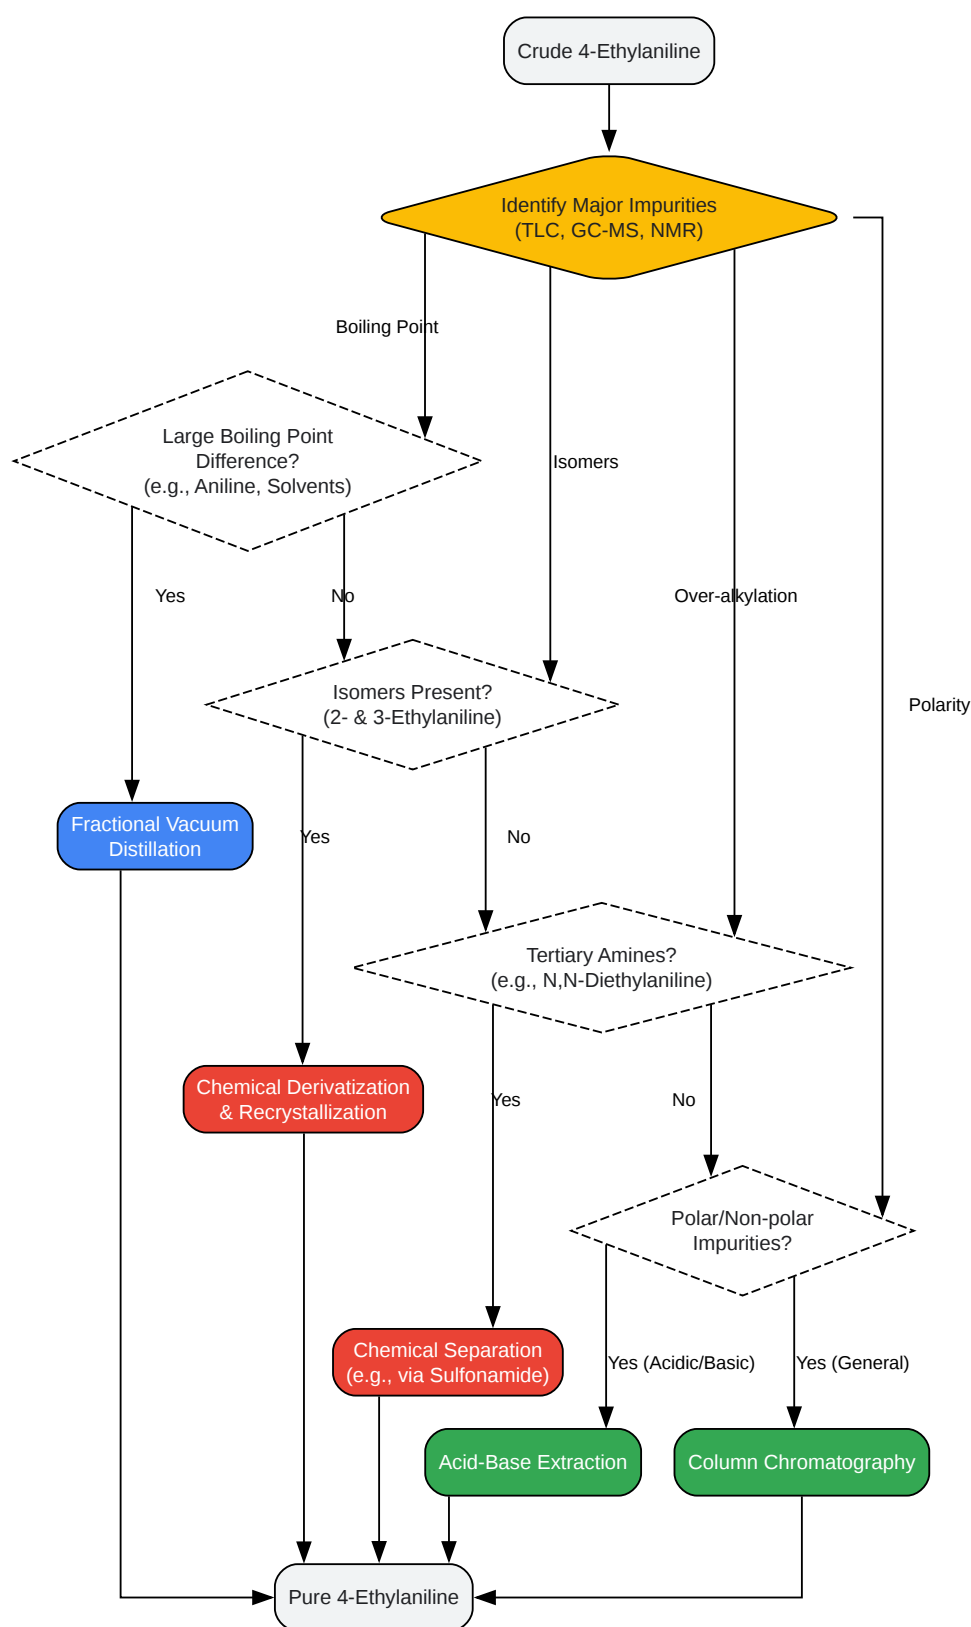 Crude 4-Ethylaniline
Identify Major Impurities
(TLC, GC-MS, NMR)
Boiling Point
Large Boiling Point
Difference?
(e.g., Aniline, Solvents)
Isomers
Yes
No
Over-alkylation
Isomers Present?
(2- & 3-Ethylaniline)
Polarity
Fractional Vacuum
Distillation
Yes
No
Tertiary Amines?
(e.g., N,N-Diethylaniline)
Chemical Derivatization
& Recrystallization
Yes
No
Polar/Non-polar
Impurities?
Chemical Separation
(e.g., via Sulfonamide)
Yes (Acidic/Basic)
Yes (General)
Acid-Base Extraction
Column Chromatography
Pure 4-Ethylaniline